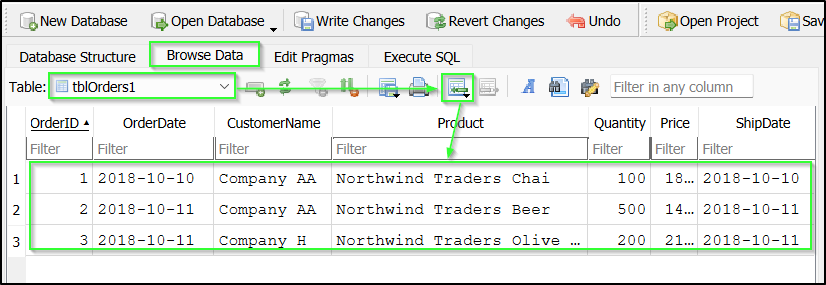 New Database Open Database Write Changes Revert Changes Undo Open Project Sav
Database Structure Browse Data Edit Pragmas Execute SQL
Table: tblOrders1 A Filter in any column
OrderID OrderDate CustomerName Product Quantity Price ShipDate
Filter Filter Filter Filter Filter Filter Filter
1 1 2018-10-10 Company AA Northwind Traders Chai 100 18… 2018-10-10
2 2 2018-10-11 Company AA Northwind Traders Beer 500 14… 2018-10-11
3 3 2018-10-11 Company H Northwind Traders Olive … 200 21… 2018-10-11